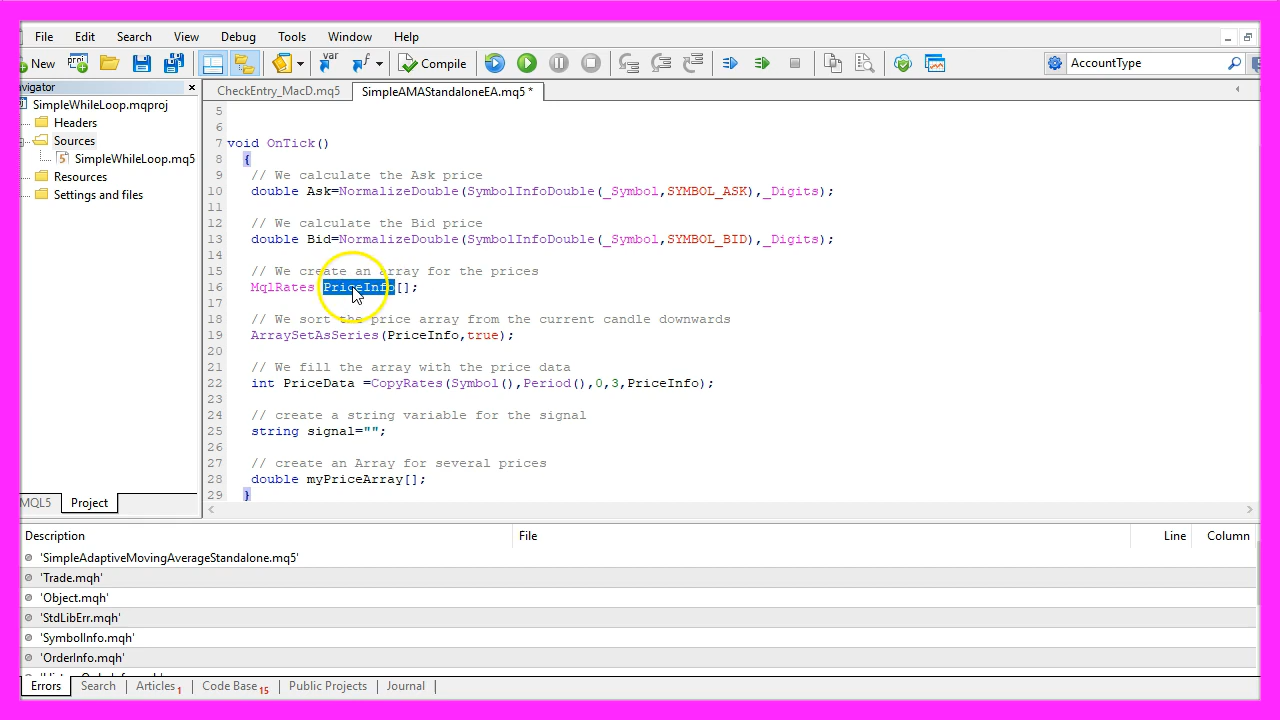 File Edit Search View Debug Tools Window Help
New Compile AccountType
avigator
CheckEntry_MacD.mq5 SimpleAMAStandaloneEA.mq5 *
SimpleWhileLoop.mqproj
Headers
Sources
SimpleWhileLoop.mq5
Resources
Settings and files
MQL5 Project
5
6
7 void OnTick()
8 {
9 // We calculate the Ask price
10 double Ask=NormalizeDouble(SymbolInfoDouble(_Symbol,SYMBOL_ASK),_Digits);
11
12 // We calculate the Bid price
13 double Bid=NormalizeDouble(SymbolInfoDouble(_Symbol,SYMBOL_BID),_Digits);
14
15 // We create an array for the prices
16 MqlRates PriceInfo[];
17
18 // We sort the price array from the current candle downwards
19 ArraySetAsSeries(PriceInfo,true);
20
21 // We fill the array with the price data
22 int PriceData =CopyRates(Symbol(),Period(),0,3,PriceInfo);
23
24 // create a string variable for the signal
25 string signal="";
26
27 // create an Array for several prices
28 double myPriceArray[];
29 }
Description File Line Column
'SimpleAdaptiveMovingAverageStandalone.mq5'
'Trade.mqh'
'Object.mqh'
'StdLibErr.mqh'
'SymbolInfo.mqh'
'OrderInfo.mqh'
Errors Search Articles 1 Code Base 15 Public Projects Journal